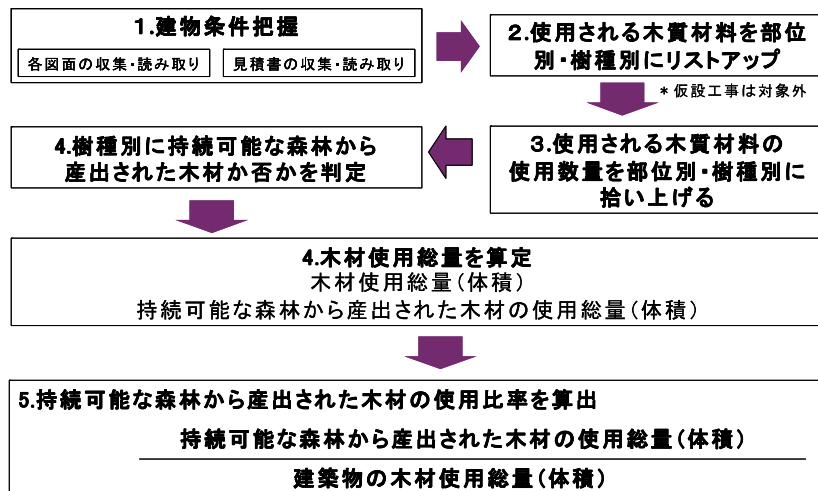 1.建物条件把握
各図面の収集・読み取り
見積書の収集・読み取り
2.使用される木質材料を部位
別・樹種別にリストアップ
*仮設工事は対象外
3.使用される木質材料の
使用数量を部位別・樹種別に
拾い上げる
4.樹種別に持続可能な森林から
産出された木材か否かを判定
4.木材使用総量を算定
木材使用総量(体積)
持続可能な森林から産出された木材の使用総量(体積)
5.持続可能な森林から産出された木材の使用比率を算出
持続可能な森林から産出された木材の使用総量(体積)
建築物の木材使用総量(体積)